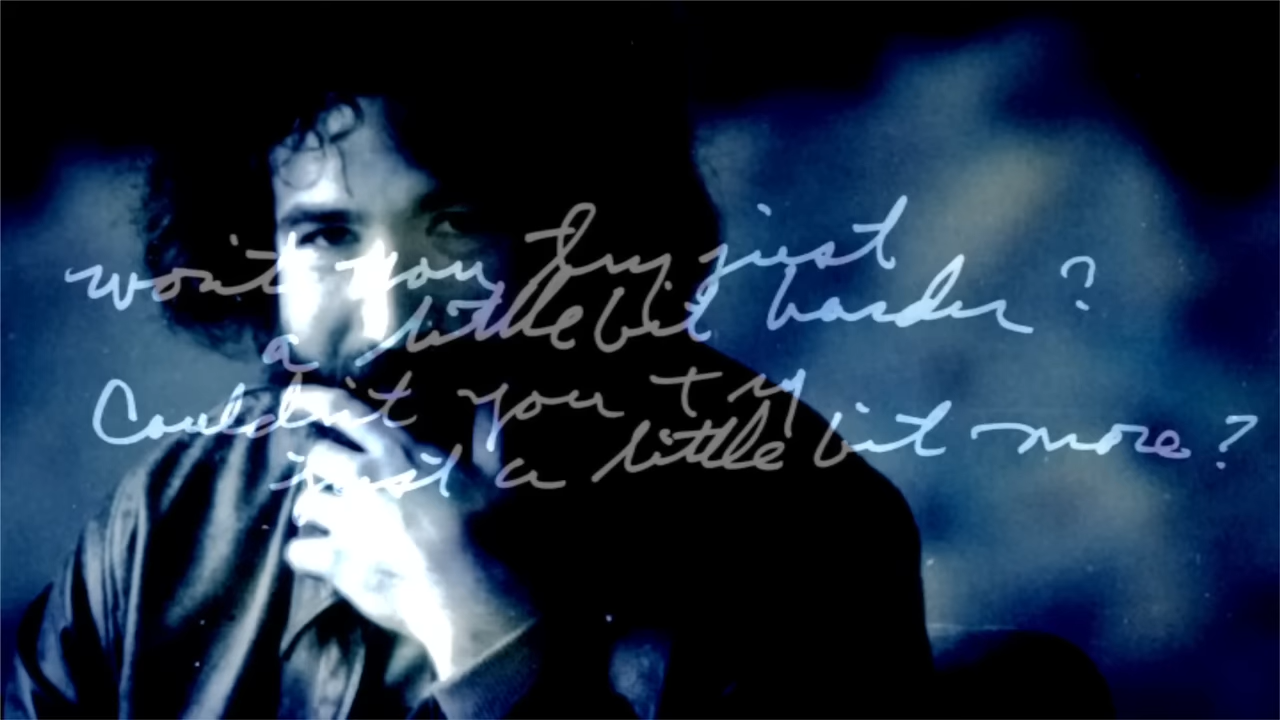 won't you try just
a little bit harder?
Couldn't you try
just a little bit more?